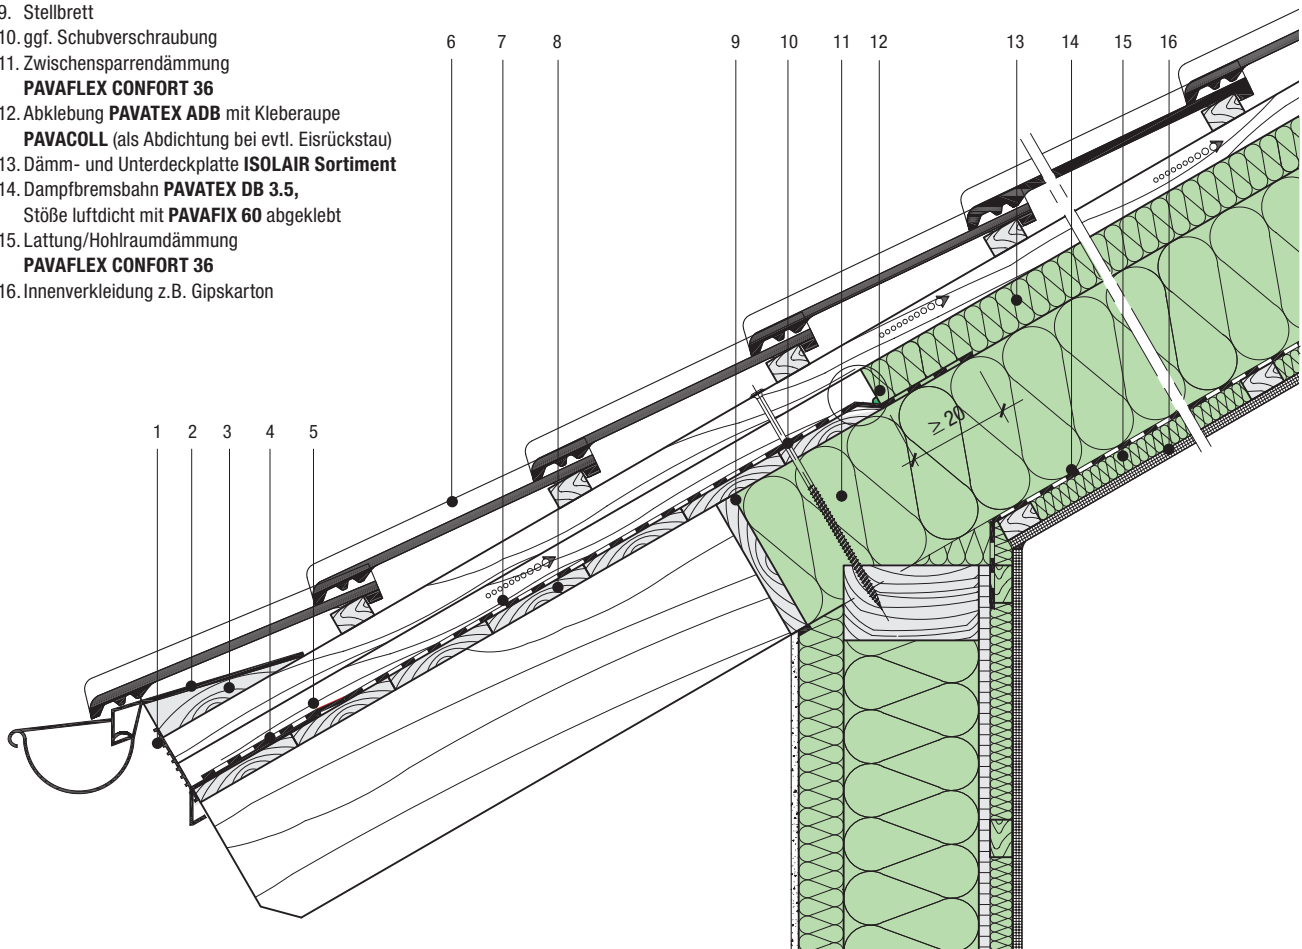 9. Stellbrett
10. ggf. Schubverschraubung
11. Zwischensparrendämmung
PAVAFLEX CONFORT 36
12. Abklebung PAVATEX ADB mit Kleberaupe
PAVACOLL (als Abdichtung bei evtl. Eisrückstau)
13. Dämm- und Unterdeckplatte ISOLAIR Sortiment
14. Dampfbremsbahn PAVATEX DB 3.5,
Stöße luftdicht mit PAVAFIX 60 abgeklebt
15. Lattung/Hohlraumdämmung
PAVAFLEX CONFORT 36
16. Innenverkleidung z.B. Gipskarton
6 7 8 9 10 11 12 13 14 15 16
1 2 3 4 5
≥ 20